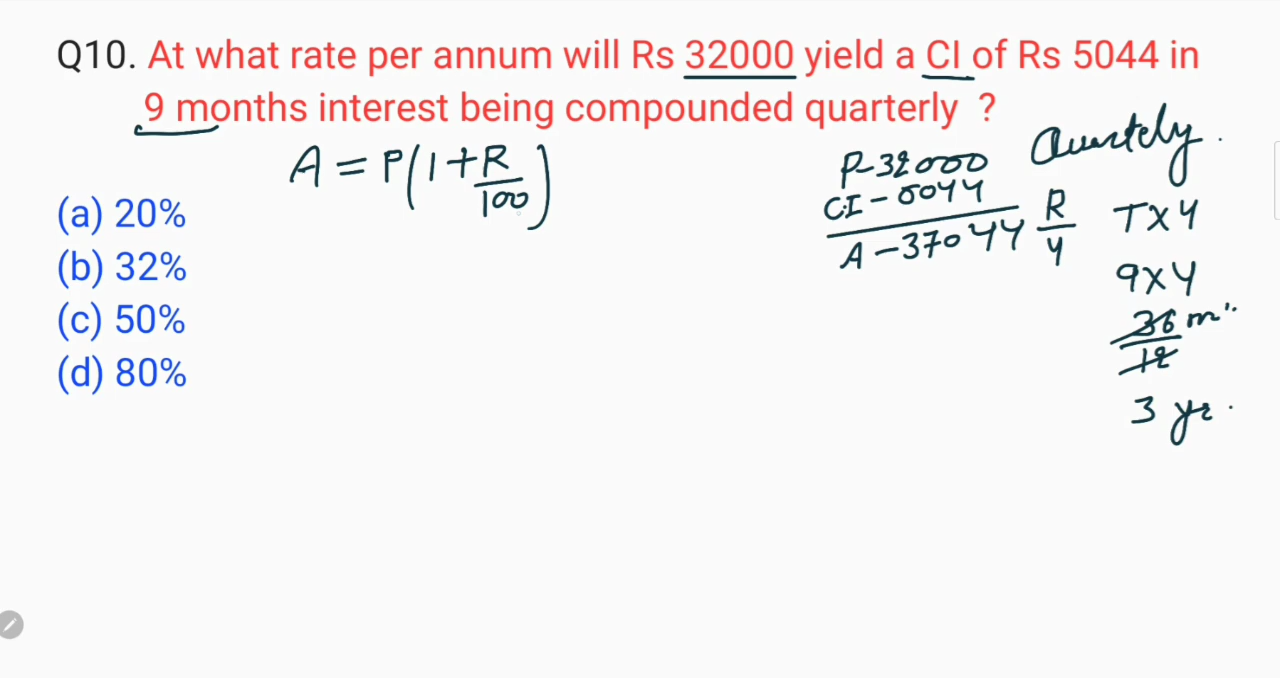 Q10. At what rate per annum will Rs 32000 yield a CI of Rs 5044 in
9 months interest being compounded quarterly ?
A = P(1+R/100)
(a) 20%
(b) 32%
(c) 50%
(d) 80%
P-32000
CI - 5044
A - 37044
Quartely.
R/4
T×4
9×4
36 m"
12
3 yr.